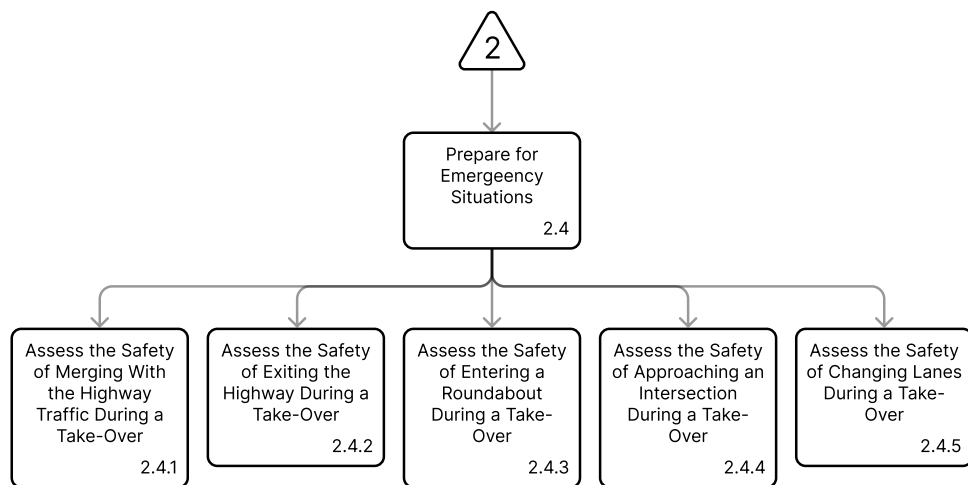 2
Prepare for
Emergeency
Situations
2.4
Assess the Safety
of Merging With
the Highway
Traffic During a
Take-Over
2.4.1
Assess the Safety
of Exiting the
Highway During a
Take-Over
2.4.2
Assess the Safety
of Entering a
Roundabout
During a Take-
Over
2.4.3
Assess the Safety
of Approaching an
Intersection
During a Take-
Over
2.4.4
Assess the Safety
of Changing Lanes
During a Take-
Over
2.4.5